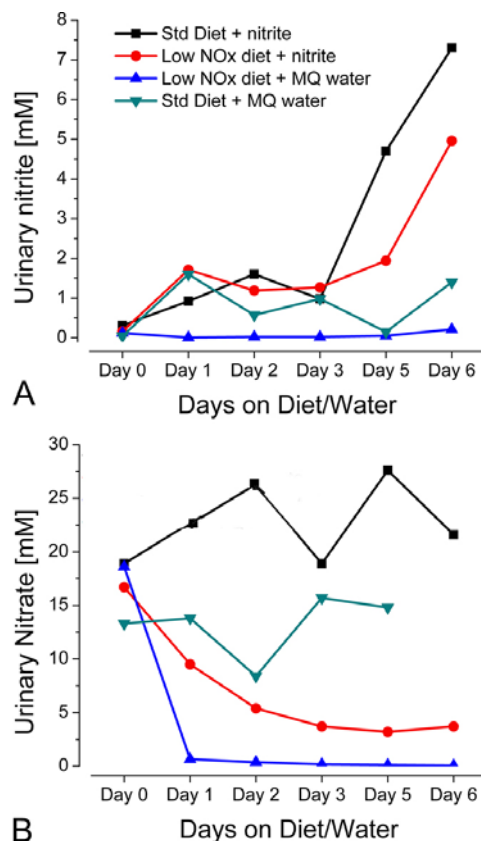 Std Diet + nitrite
Low NOx diet + nitrite
Low NOx diet + MQ water
Std Diet + MQ water
Urinary nitrite [mM]
8
7
6
5
4
3
2
1
0
Day 0 Day 1 Day 2 Day 3 Day 5 Day 6
A
Days on Diet/Water
Urinary Nitrate [mM]
30
25
20
15
10
5
0
Day 0 Day 1 Day 2 Day 3 Day 5 Day 6
B
Days on Diet/Water